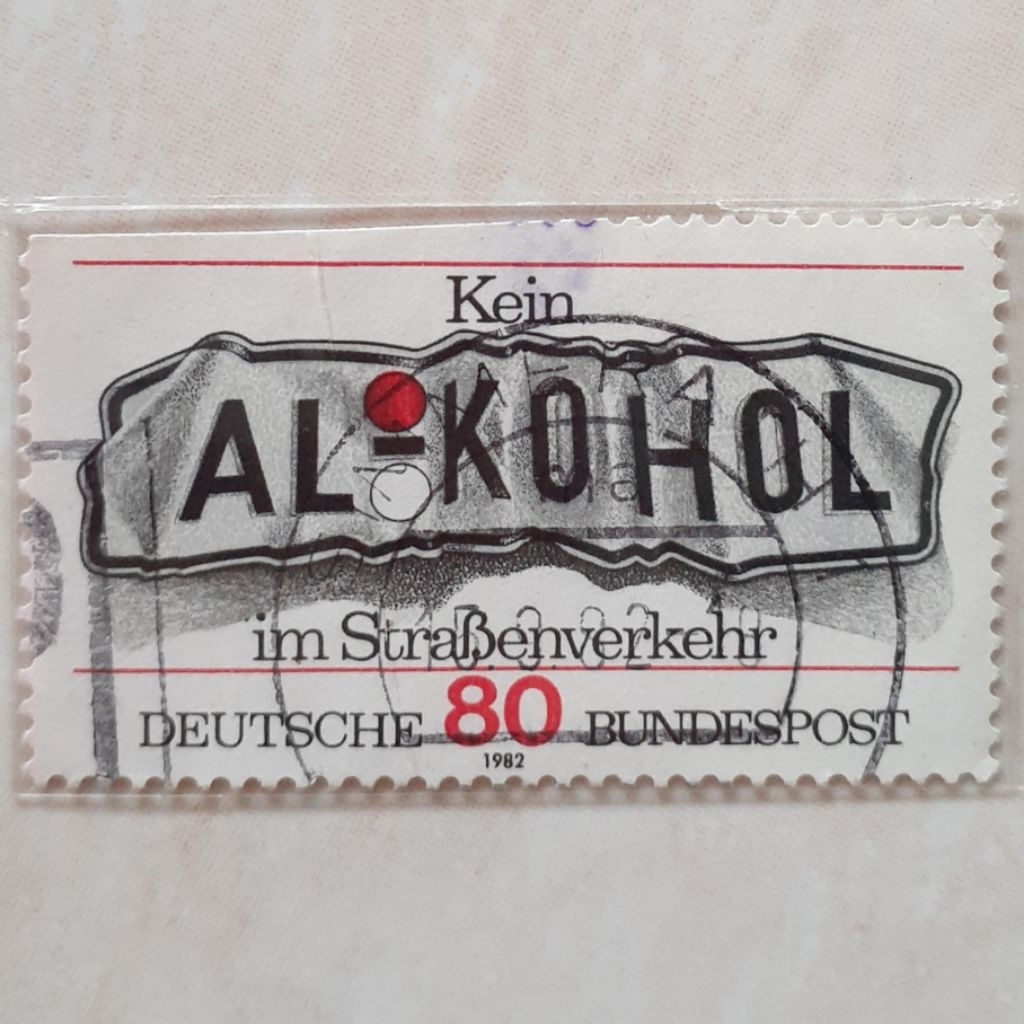 Kein
AL-KOHOL
im Straßenverkehr
DEUTSCHE 80 BUNDESPOST
1982